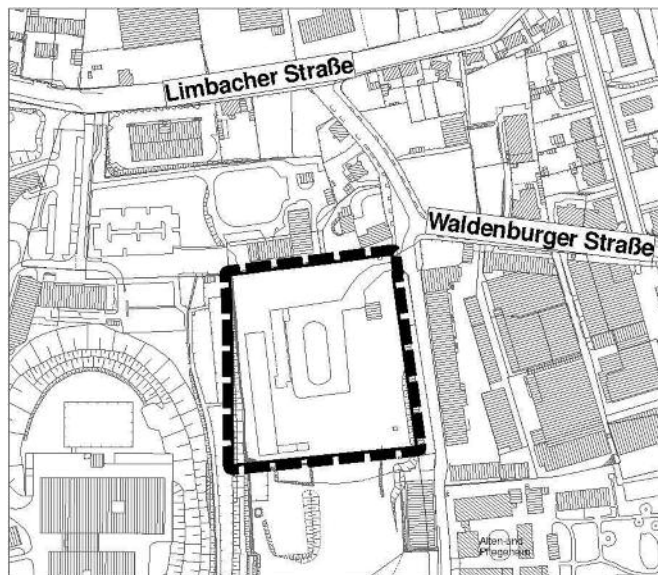 Limbacher Straße
Waldenburger Straße
Alten- und
Pflegeheim